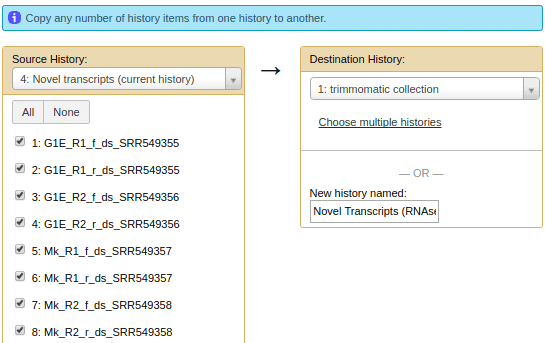 Copy any number of history items from one history to another.
Source History:
4: Novel transcripts (current history)
All None
1: G1E_R1_f_ds_SRR549355
2: G1E_R1_r_ds_SRR549355
3: G1E_R2_f_ds_SRR549356
4: G1E_R2_r_ds_SRR549356
5: Mk_R1_f_ds_SRR549357
6: Mk_R1_r_ds_SRR549357
7: Mk_R2_f_ds_SRR549358
8: Mk_R2_r_ds_SRR549358
→
Destination History:
1: trimmomatic collection
Choose multiple histories
— OR —
New history named:
Novel Transcripts (RNAse